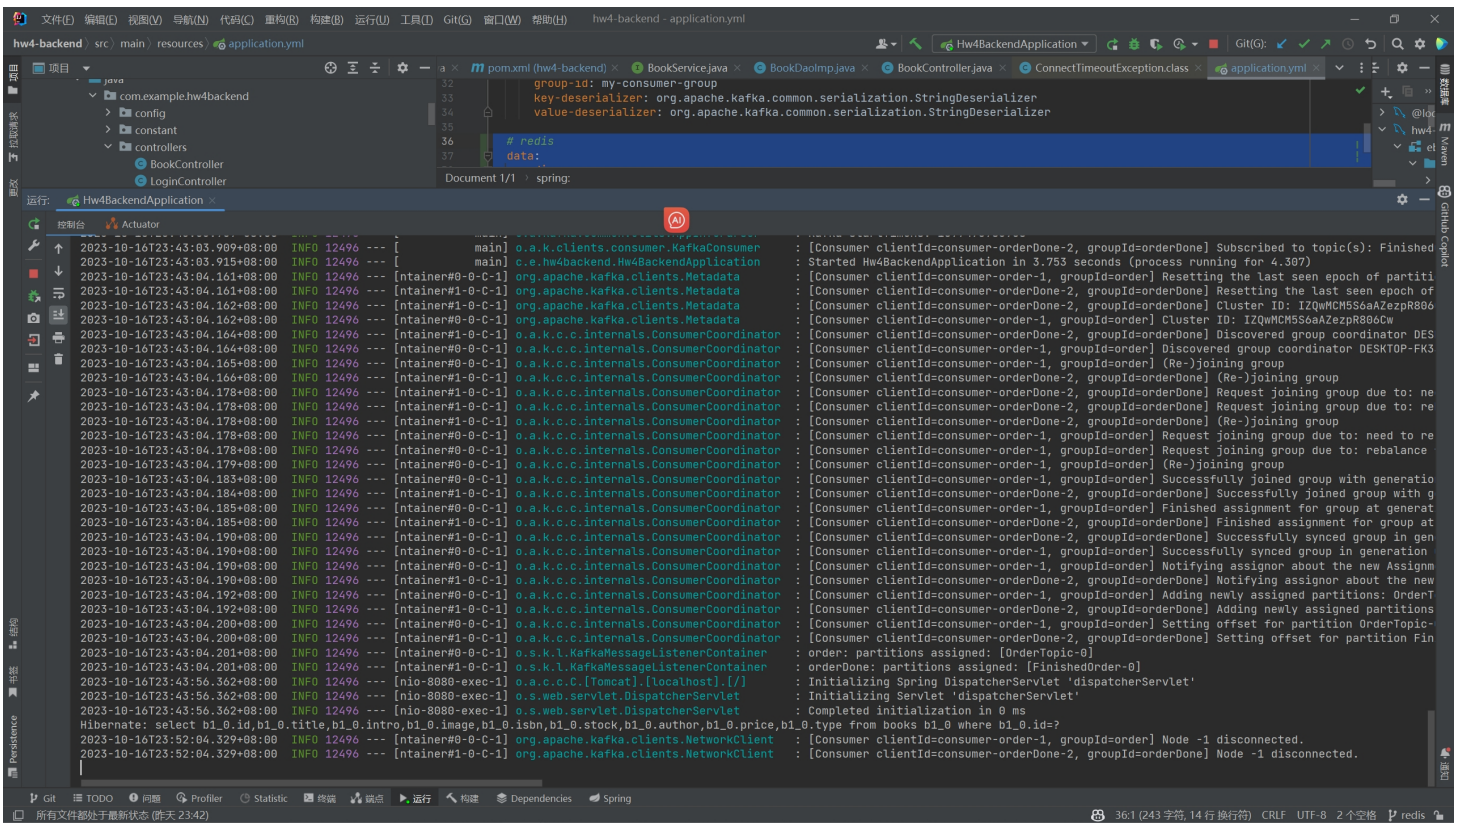 文件(F) 编辑(E) 视图(V) 导航(N) 代码(C) 重构(R) 构建(B) 运行(U) 工具(T) Git(G) 窗口(W) 帮助(H) hw4-backend - application.yml
hw4-backend src main resources application.yml
Hw4BackendApplication Git(G):
项目
pom.xml (hw4-backend) BookService.java BookDaoImp.java BookController.java ConnectTimeoutException.class application.yml
java
com.example.hw4backend
config
constant
controllers
BookController
LoginController
32 group-id: my-consumer-group
33 key-deserializer: org.apache.kafka.common.serialization.StringDeserializer
34 value-deserializer: org.apache.kafka.common.serialization.StringDeserializer
35
36 # redis
37 data:
Document 1/1 spring:
运行: Hw4BackendApplication
控制台 Actuator
2023-10-16T23:43:03.909+08:00 INFO 12496 --- [ main] o.a.k.clients.consumer.KafkaConsumer : [Consumer clientId=consumer-orderDone-2, groupId=orderDone] Subscribed to topic(s): Finished
2023-10-16T23:43:03.915+08:00 INFO 12496 --- [ main] c.e.hw4backend.Hw4BackendApplication : Started Hw4BackendApplication in 3.753 seconds (process running for 4.307)
2023-10-16T23:43:04.161+08:00 INFO 12496 --- [ntainer#0-0-C-1] org.apache.kafka.clients.Metadata : [Consumer clientId=consumer-order-1, groupId=order] Resetting the last seen epoch of partiti
2023-10-16T23:43:04.161+08:00 INFO 12496 --- [ntainer#1-0-C-1] org.apache.kafka.clients.Metadata : [Consumer clientId=consumer-orderDone-2, groupId=orderDone] Resetting the last seen epoch of
2023-10-16T23:43:04.162+08:00 INFO 12496 --- [ntainer#1-0-C-1] org.apache.kafka.clients.Metadata : [Consumer clientId=consumer-orderDone-2, groupId=orderDone] Cluster ID: IZQwMCM5S6aAZezpR806
2023-10-16T23:43:04.162+08:00 INFO 12496 --- [ntainer#0-0-C-1] org.apache.kafka.clients.Metadata : [Consumer clientId=consumer-order-1, groupId=order] Cluster ID: IZQwMCM5S6aAZezpR806Cw
2023-10-16T23:43:04.164+08:00 INFO 12496 --- [ntainer#1-0-C-1] o.a.k.c.c.internals.ConsumerCoordinator : [Consumer clientId=consumer-orderDone-2, groupId=orderDone] Discovered group coordinator DES
2023-10-16T23:43:04.164+08:00 INFO 12496 --- [ntainer#0-0-C-1] o.a.k.c.c.internals.ConsumerCoordinator : [Consumer clientId=consumer-order-1, groupId=order] Discovered group coordinator DESKTOP-FK3
2023-10-16T23:43:04.165+08:00 INFO 12496 --- [ntainer#0-0-C-1] o.a.k.c.c.internals.ConsumerCoordinator : [Consumer clientId=consumer-order-1, groupId=order] (Re-)joining group
2023-10-16T23:43:04.166+08:00 INFO 12496 --- [ntainer#1-0-C-1] o.a.k.c.c.internals.ConsumerCoordinator : [Consumer clientId=consumer-orderDone-2, groupId=orderDone] (Re-)joining group
2023-10-16T23:43:04.178+08:00 INFO 12496 --- [ntainer#1-0-C-1] o.a.k.c.c.internals.ConsumerCoordinator : [Consumer clientId=consumer-orderDone-2, groupId=orderDone] Request joining group due to: ne
2023-10-16T23:43:04.178+08:00 INFO 12496 --- [ntainer#1-0-C-1] o.a.k.c.c.internals.ConsumerCoordinator : [Consumer clientId=consumer-orderDone-2, groupId=orderDone] Request joining group due to: re
2023-10-16T23:43:04.178+08:00 INFO 12496 --- [ntainer#1-0-C-1] o.a.k.c.c.internals.ConsumerCoordinator : [Consumer clientId=consumer-orderDone-2, groupId=orderDone] (Re-)joining group
2023-10-16T23:43:04.178+08:00 INFO 12496 --- [ntainer#0-0-C-1] o.a.k.c.c.internals.ConsumerCoordinator : [Consumer clientId=consumer-order-1, groupId=order] Request joining group due to: need to re
2023-10-16T23:43:04.178+08:00 INFO 12496 --- [ntainer#0-0-C-1] o.a.k.c.c.internals.ConsumerCoordinator : [Consumer clientId=consumer-order-1, groupId=order] Request joining group due to: rebalance
2023-10-16T23:43:04.179+08:00 INFO 12496 --- [ntainer#0-0-C-1] o.a.k.c.c.internals.ConsumerCoordinator : [Consumer clientId=consumer-order-1, groupId=order] (Re-)joining group
2023-10-16T23:43:04.183+08:00 INFO 12496 --- [ntainer#0-0-C-1] o.a.k.c.c.internals.ConsumerCoordinator : [Consumer clientId=consumer-order-1, groupId=order] Successfully joined group with generatio
2023-10-16T23:43:04.184+08:00 INFO 12496 --- [ntainer#1-0-C-1] o.a.k.c.c.internals.ConsumerCoordinator : [Consumer clientId=consumer-orderDone-2, groupId=orderDone] Successfully joined group with g
2023-10-16T23:43:04.185+08:00 INFO 12496 --- [ntainer#0-0-C-1] o.a.k.c.c.internals.ConsumerCoordinator : [Consumer clientId=consumer-order-1, groupId=order] Finished assignment for group at generat
2023-10-16T23:43:04.185+08:00 INFO 12496 --- [ntainer#1-0-C-1] o.a.k.c.c.internals.ConsumerCoordinator : [Consumer clientId=consumer-orderDone-2, groupId=orderDone] Finished assignment for group at
2023-10-16T23:43:04.190+08:00 INFO 12496 --- [ntainer#1-0-C-1] o.a.k.c.c.internals.ConsumerCoordinator : [Consumer clientId=consumer-orderDone-2, groupId=orderDone] Successfully synced group in gen
2023-10-16T23:43:04.190+08:00 INFO 12496 --- [ntainer#0-0-C-1] o.a.k.c.c.internals.ConsumerCoordinator : [Consumer clientId=consumer-order-1, groupId=order] Successfully synced group in generation
2023-10-16T23:43:04.190+08:00 INFO 12496 --- [ntainer#0-0-C-1] o.a.k.c.c.internals.ConsumerCoordinator : [Consumer clientId=consumer-order-1, groupId=order] Notifying assignor about the new Assignm
2023-10-16T23:43:04.190+08:00 INFO 12496 --- [ntainer#1-0-C-1] o.a.k.c.c.internals.ConsumerCoordinator : [Consumer clientId=consumer-orderDone-2, groupId=orderDone] Notifying assignor about the new
2023-10-16T23:43:04.192+08:00 INFO 12496 --- [ntainer#0-0-C-1] o.a.k.c.c.internals.ConsumerCoordinator : [Consumer clientId=consumer-order-1, groupId=order] Adding newly assigned partitions: OrderT
2023-10-16T23:43:04.192+08:00 INFO 12496 --- [ntainer#1-0-C-1] o.a.k.c.c.internals.ConsumerCoordinator : [Consumer clientId=consumer-orderDone-2, groupId=orderDone] Adding newly assigned partitions
2023-10-16T23:43:04.200+08:00 INFO 12496 --- [ntainer#0-0-C-1] o.a.k.c.c.internals.ConsumerCoordinator : [Consumer clientId=consumer-order-1, groupId=order] Setting offset for partition OrderTopic-
2023-10-16T23:43:04.200+08:00 INFO 12496 --- [ntainer#1-0-C-1] o.a.k.c.c.internals.ConsumerCoordinator : [Consumer clientId=consumer-orderDone-2, groupId=orderDone] Setting offset for partition Fin
2023-10-16T23:43:04.201+08:00 INFO 12496 --- [ntainer#0-0-C-1] o.s.k.l.KafkaMessageListenerContainer : order: partitions assigned: [OrderTopic-0]
2023-10-16T23:43:04.201+08:00 INFO 12496 --- [ntainer#1-0-C-1] o.s.k.l.KafkaMessageListenerContainer : orderDone: partitions assigned: [FinishedOrder-0]
2023-10-16T23:43:56.362+08:00 INFO 12496 --- [nio-8080-exec-1] o.a.c.c.C.[Tomcat].[localhost].[/] : Initializing Spring DispatcherServlet 'dispatcherServlet'
2023-10-16T23:43:56.362+08:00 INFO 12496 --- [nio-8080-exec-1] o.s.web.servlet.DispatcherServlet : Initializing Servlet 'dispatcherServlet'
2023-10-16T23:43:56.362+08:00 INFO 12496 --- [nio-8080-exec-1] o.s.web.servlet.DispatcherServlet : Completed initialization in 0 ms
Hibernate: select b1_0.id,b1_0.title,b1_0.intro,b1_0.image,b1_0.isbn,b1_0.stock,b1_0.author,b1_0.price,b1_0.type from books b1_0 where b1_0.id=?
2023-10-16T23:52:04.329+08:00 INFO 12496 --- [ntainer#0-0-C-1] org.apache.kafka.clients.NetworkClient : [Consumer clientId=consumer-order-1, groupId=order] Node -1 disconnected.
2023-10-16T23:52:04.329+08:00 INFO 12496 --- [ntainer#1-0-C-1] org.apache.kafka.clients.NetworkClient : [Consumer clientId=consumer-orderDone-2, groupId=orderDone] Node -1 disconnected.
Git TODO 问题 Profiler Statistic 终端 端点 运行 构建 Dependencies Spring
所有文件都处于最新状态 (昨天 23:42) 36:1 (243 字符, 14 行 换行符) CRLF UTF-8 2 个空格 redis
项目
拉取请求
更改
结构
书签
Persistence
数据库
Maven
GitHub Copilot
通知
@loc
hw4-
AI